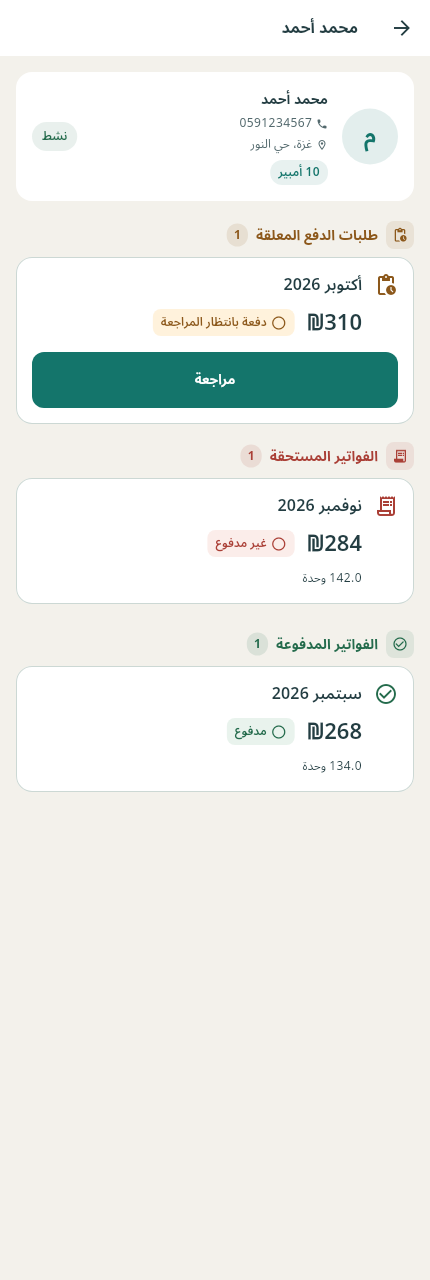 محمد أحمد
م
محمد أحمد
0591234567
غزة، حي النور
10 أمبير
نشط
طلبات الدفع المعلقة 1
أكتوبر 2026
₪310 دفعة بانتظار المراجعة
مراجعة
الفواتير المستحقة 1
نوفمبر 2026
₪284 غير مدفوع
142.0 وحدة
الفواتير المدفوعة 1
سبتمبر 2026
₪268 مدفوع
134.0 وحدة